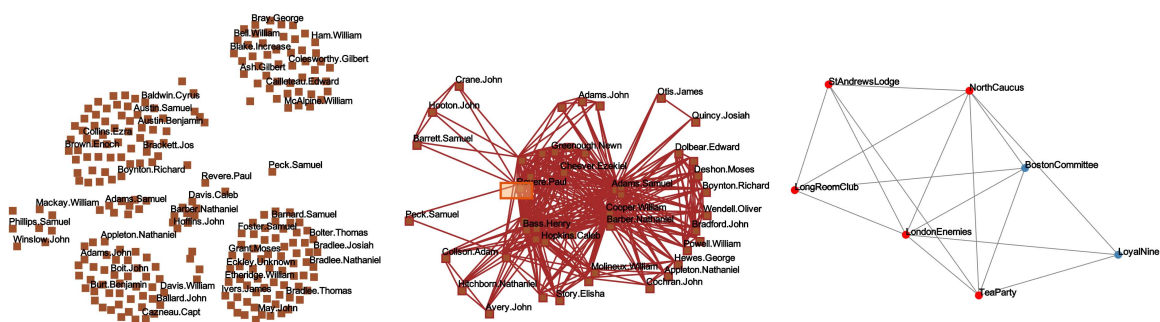 Bray.George
Bell.William
Ham.William
Blake.Increase
Colesworthy.Gilbert
Ash.Gilbert
Cailleteau.Edward
McAlpine.William
Baldwin.Cyrus
Austin.Samuel
Austin.Benjamin
Collins.Ezra
Brown.Enoch
Brackett.Jos
Boynton.Richard
Peck.Samuel
Revere.Paul
Davis.Caleb
Adams.Samuel
Mackay.William
Barber.Nathaniel
Hoffins.John
Phillips.Samuel
Winslow.John
Appleton.Nathaniel
Barnard.Samuel
Foster.Samuel
Bolter.Thomas
Adams.John
Grant.Moses
Bradlee.Josiah
Bolt.John
Eckley.Unknown
Bradlee.Nathaniel
Burt.Benjamin
Davis.William
Etheridge.William
Ballard.John
Ivers.James
Bradlee.Thomas
Cazneau.Capt
May.John
Crane.John
Hooton.John
Adams.John
Otis.James
Quincy.Josiah
Barrett.Samuel
Greenough.Newn
Dolbear.Edward
Chesver.Ezekiel
Deshon.Moses
Revere.Paul
Adams.Samuel
Boynton.Richard
Peck.Samuel
Cooper.William
Wendell.Oliver
Bass.Henry
Barber.Nathaniel
Bradford.John
Hopkins.Caleb
Powell.William
Collson.Adam
Hewes.George
Molineux.William
Appleton.Nathaniel
Hitchborn.Nathaniel
Cochran.John
Story.Elisha
Avery.John
StAndrewsLodge
NorthCaucus
BostonCommittee
LongRoomClub
LondonEnemies
LoyalNine
TeaParty